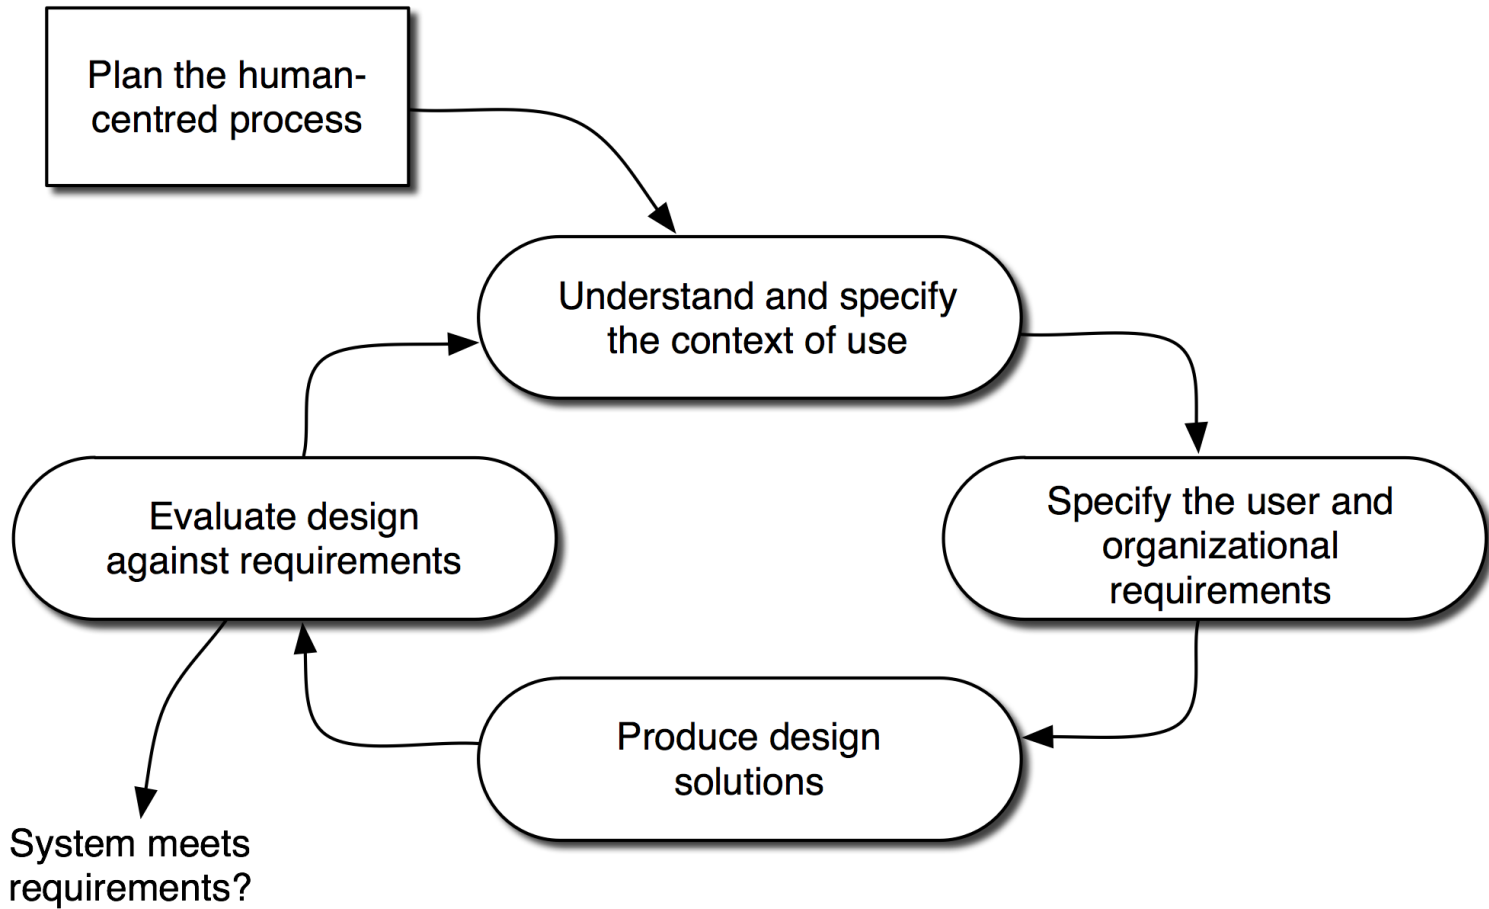 Plan the human-
centred process
Understand and specify
the context of use
Specify the user and
organizational
requirements
Produce design
solutions
Evaluate design
against requirements
System meets
requirements?